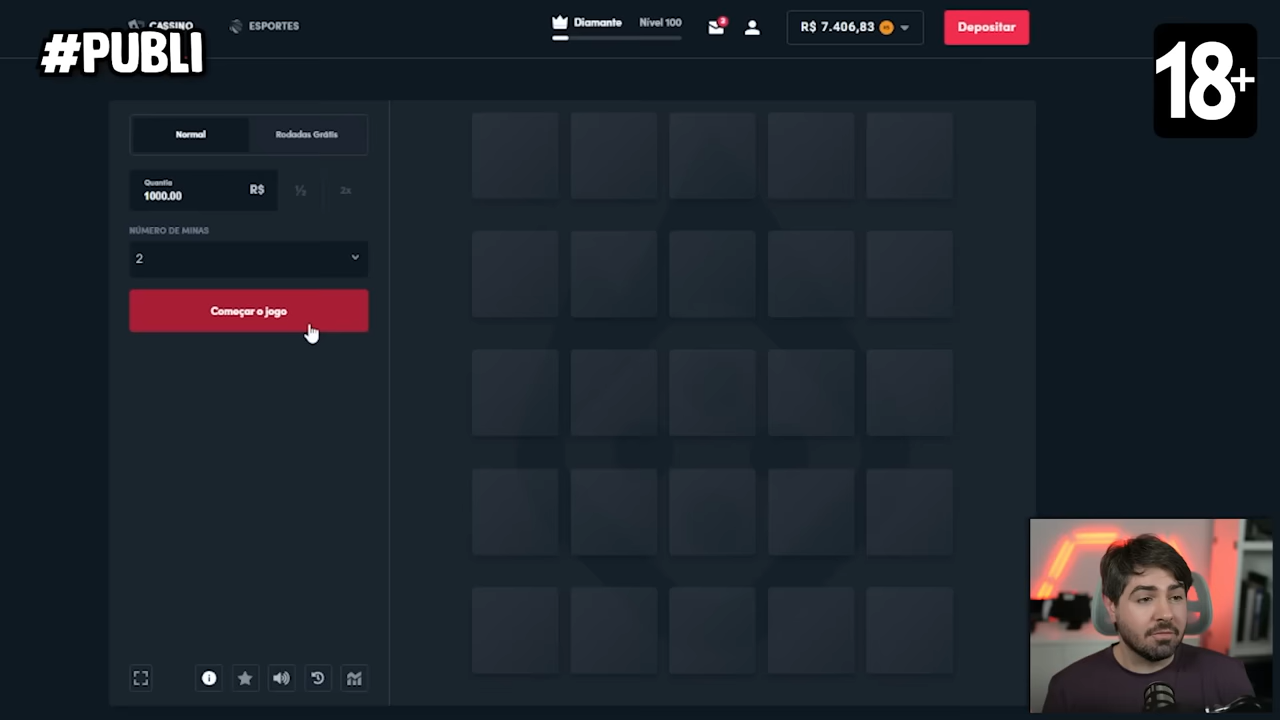 CASSINO
ESPORTES
Diamante
Nível 100
3
R$ 7.406,83
Depositar
#PUBLI
18+
Normal
Rodadas Grátis
Quantia
1000.00
R$
½
2x
NÚMERO DE MINAS
2
Começar o jogo